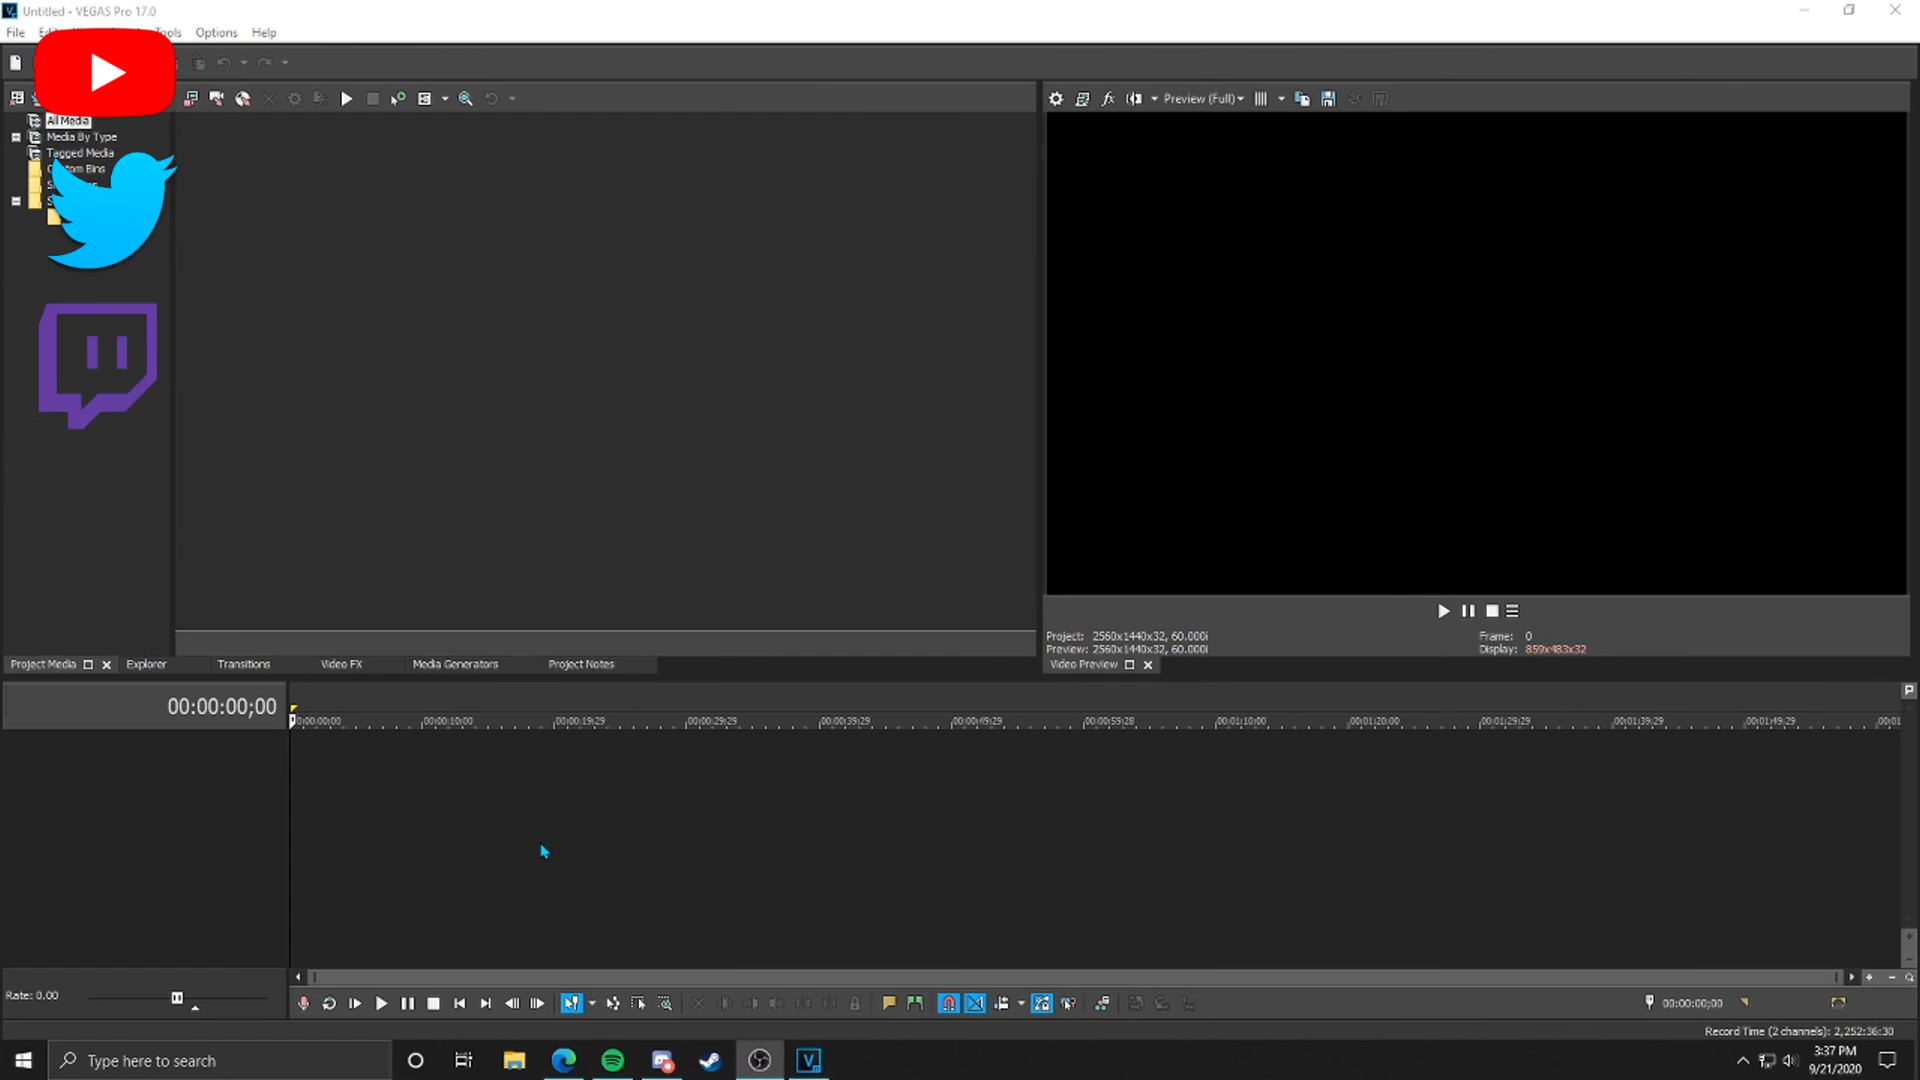 Untitled - VEGAS Pro 17.0
File
Tools Options Help
Preview (Full)
All Media
Media By Type
Tagged Media
Bins
Project: 2560x1440x32, 60.000i
Frame: 0
Preview: 2560x1440x32, 60.000i
Display: 859x483x32
Project Media
Explorer
Transitions
Video FX
Media Generators
Project Notes
Video Preview
00:00:00;00
00:00:00;00
00:00:10;00
00:00:19;29
00:00:29;29
00:00:39;29
00:00:49;29
00:00:59;28
00:01:10;00
00:01:20;00
00:01:29;29
00:01:39;29
00:01:49;29
Rate: 0.00
00:00:00;00
Record Time (2 channels): 2,252:36:30
Type here to search
3:37 PM
9/21/2020